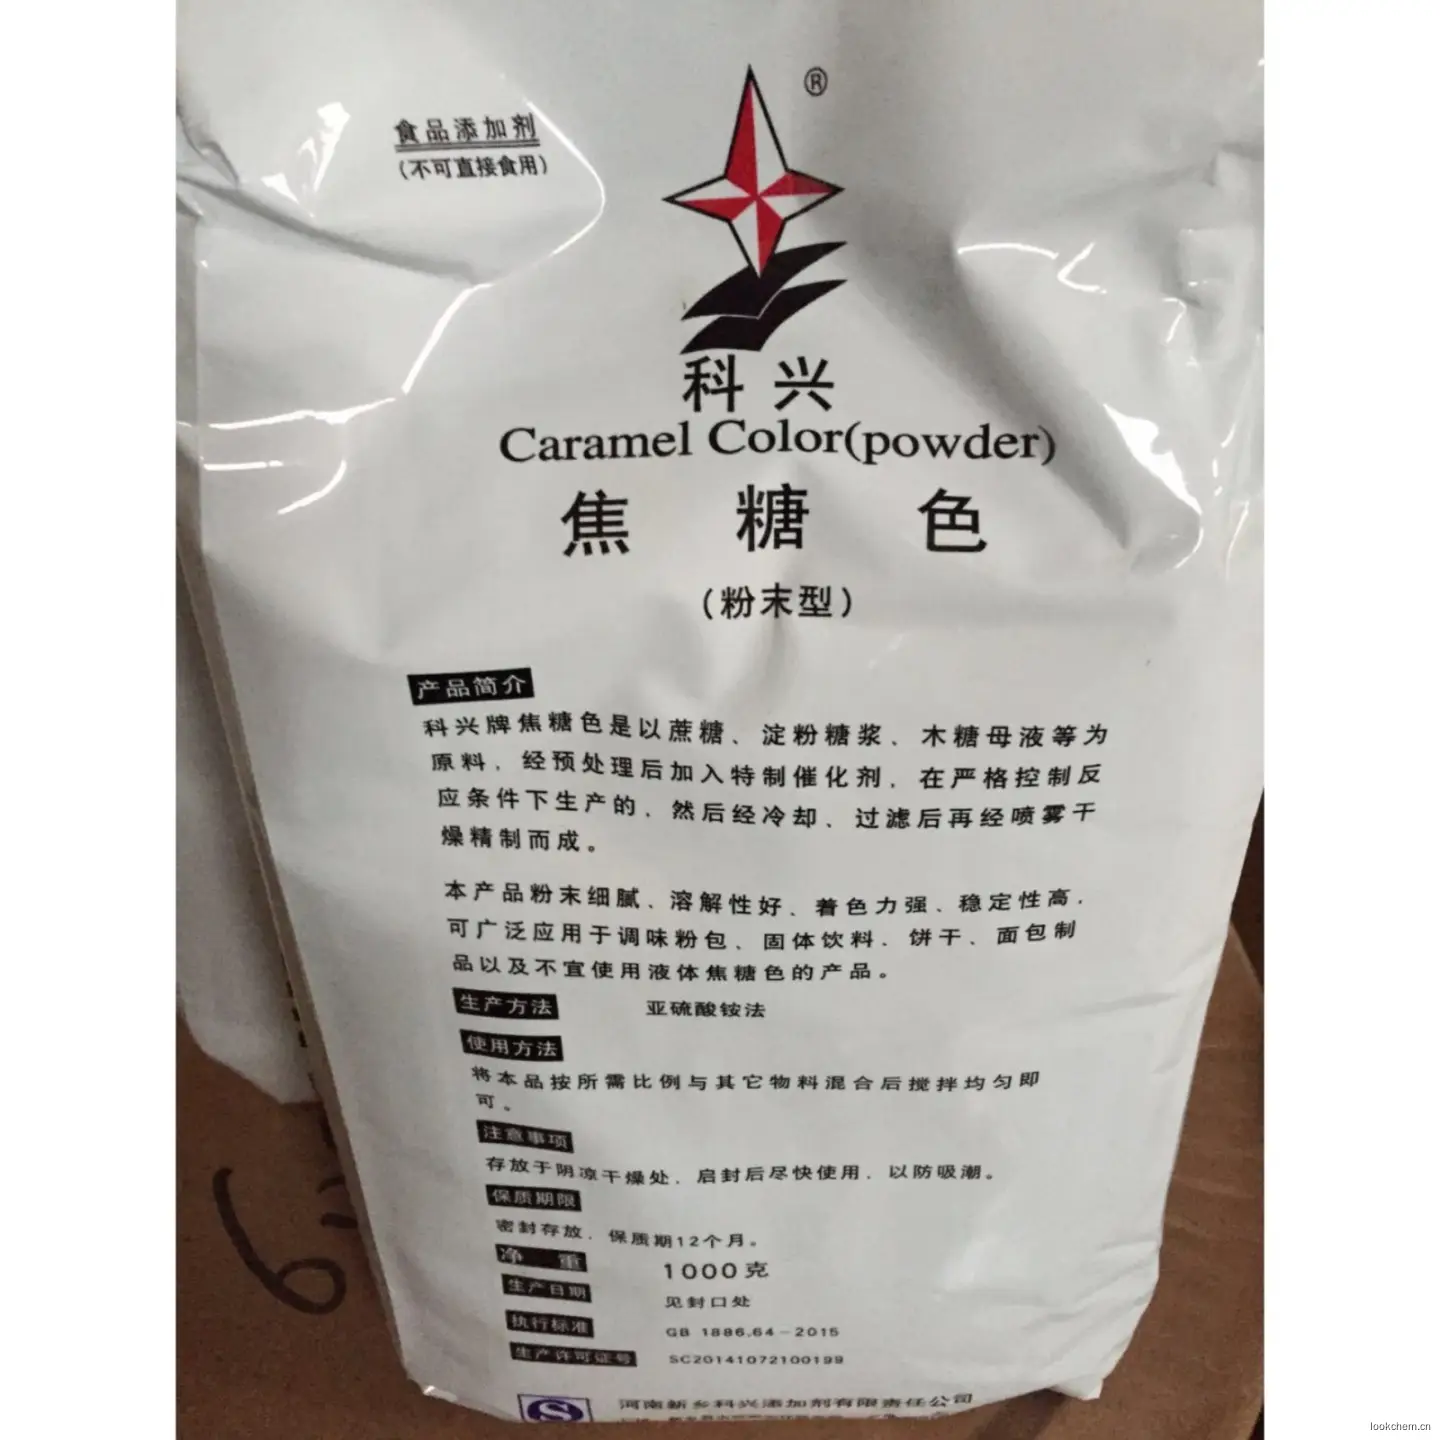 食品添加剂
(不可直接食用)
®
科兴
Caramel Color(powder)
焦糖色
(粉末型)
产品简介
科兴牌焦糖色是以蔗糖、淀粉糖浆、木糖母液等为
原料，经预处理后加入特制催化剂，在严格控制反
应条件下生产的，然后经冷却、过滤后再经喷雾干
燥精制而成。
本产品粉末细腻、溶解性好、着色力强、稳定性高，
可广泛应用于调味粉包、固体饮料、饼干、面包制
品以及不宜使用液体焦糖色的产品。
生产方法 亚硫酸铵法
使用方法
将本品按所需比例与其它物料混合后搅拌均匀即
可。
注意事项
存放于阴凉干燥处，启封后尽快使用，以防吸潮。
保质期限
密封存放，保质期12个月。
净重 1000克
生产日期 见封口处
执行标准 GB 1886.64-2015
生产许可证号 SC20141072100199
河南新乡科兴添加剂有限责任公司
lookchem.cn